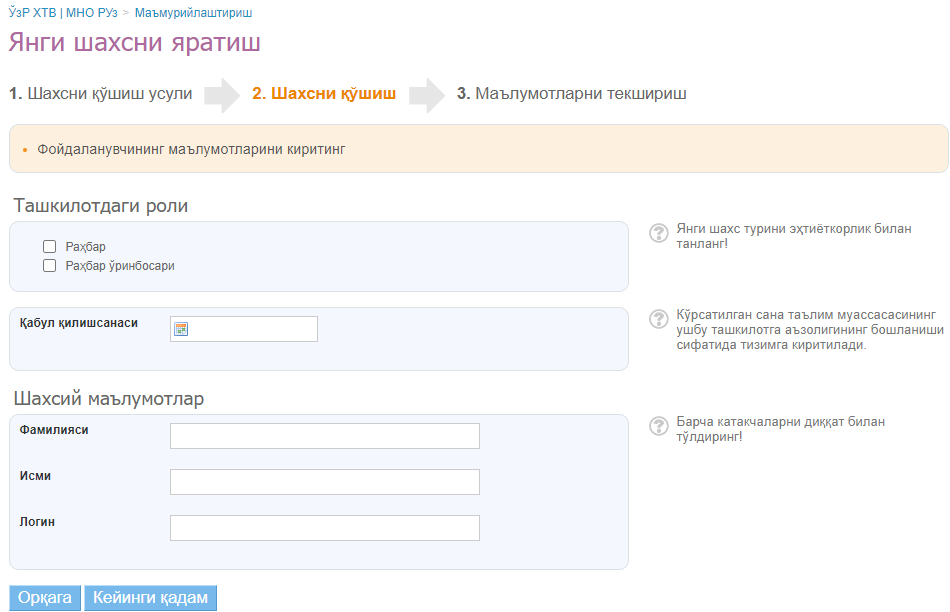 ЎзР ХТВ | МНО РУз > Маъмурийлаштириш
Янги шахсни яратиш
1. Шахсни қўшиш усули 2. Шахсни қўшиш 3. Маълумотларни текшириш
• Фойдаланувчининг маълумотларини киритинг
Ташкилотдаги роли
Раҳбар
Раҳбар ўринбосари
Янги шахс турини эҳтиёткорлик билан
танланг!
Қабул қилишсанаси
Кўрсатилган сана таълим муассасасининг
ушбу ташкилотга аъзолигининг бошланиши
сифатида тизимга киритилади.
Шахсий маълумотлар
Фамилияси
Исми
Логин
Барча катакчаларни диққат билан
тўлдиринг!
Орқага Кейинги қадам